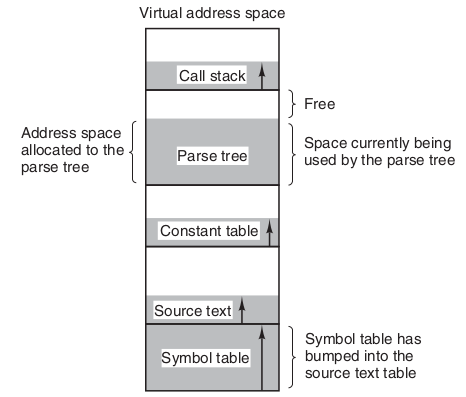 Virtual address space
Call stack
Free
Address space
allocated to the
parse tree
Parse tree
Space currently being
used by the parse tree
Constant table
Source text
Symbol table
Symbol table has
bumped into the
source text table